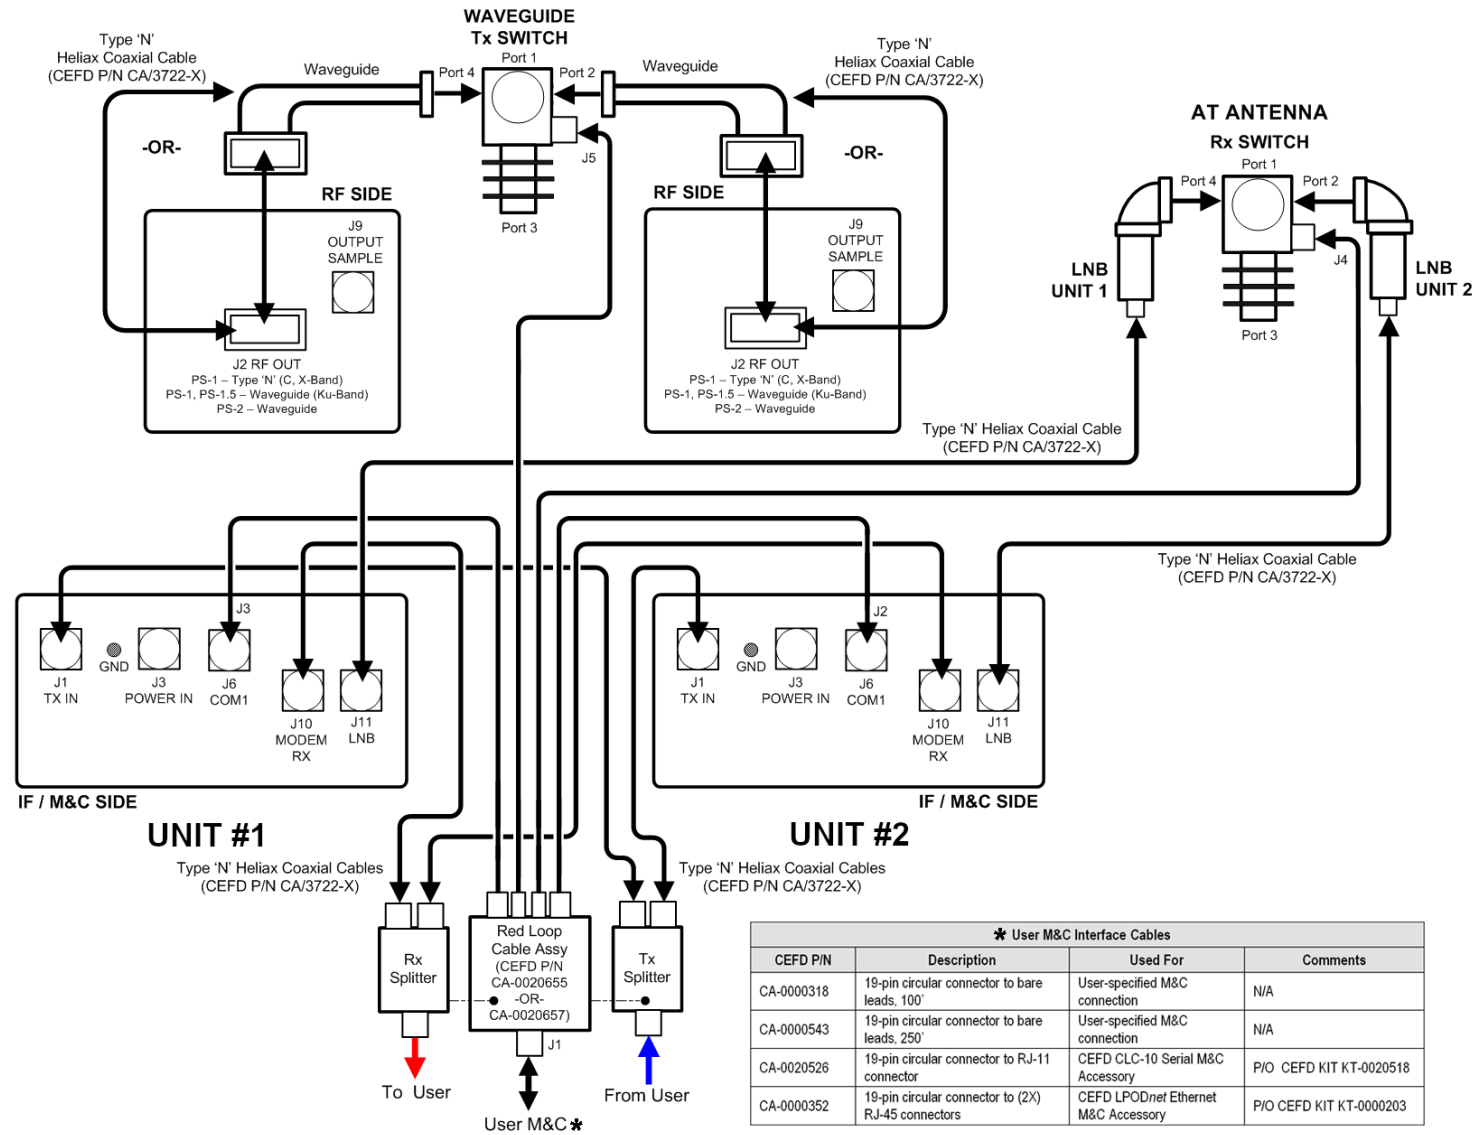 WAVEGUIDE
Tx SWITCH
Type ‘N’
Heliax Coaxial Cable
(CEFD P/N CA/3722-X)
Waveguide
Port 4
Port 1
Port 2
Waveguide
Type ‘N’
Heliax Coaxial Cable
(CEFD P/N CA/3722-X)
-OR-
J5
-OR-
Port 3
RF SIDE
J9
OUTPUT
SAMPLE
J2 RF OUT
PS-1 – Type ‘N’ (C, X-Band)
PS-1, PS-1.5 – Waveguide (Ku-Band)
PS-2 – Waveguide
RF SIDE
J9
OUTPUT
SAMPLE
J2 RF OUT
PS-1 – Type ‘N’ (C, X-Band)
PS-1, PS-1.5 – Waveguide (Ku-Band)
PS-2 – Waveguide
AT ANTENNA
Rx SWITCH
Port 1
Port 4
Port 2
J4
LNB
UNIT 1
LNB
UNIT 2
Port 3
Type ‘N’ Heliax Coaxial Cable
(CEFD P/N CA/3722-X)
Type ‘N’ Heliax Coaxial Cable
(CEFD P/N CA/3722-X)
J3
J1
TX IN
GND
J3
POWER IN
J6
COM1
J10
MODEM
RX
J11
LNB
IF / M&C SIDE
UNIT #1
J2
J1
TX IN
GND
J3
POWER IN
J6
COM1
J10
MODEM
RX
J11
LNB
IF / M&C SIDE
UNIT #2
Type ‘N’ Heliax Coaxial Cables
(CEFD P/N CA/3722-X)
Type ‘N’ Heliax Coaxial Cables
(CEFD P/N CA/3722-X)
Rx
Splitter
Red Loop
Cable Assy
(CEFD P/N
CA-0020655
-OR-
CA-0020657)
Tx
Splitter
J1
To User
User M&C*
From User
* User M&C Interface Cables
CEFD P/N Description Used For Comments
CA-0000318 19-pin circular connector to bare leads, 100’ User-specified M&C connection N/A
CA-0000543 19-pin circular connector to bare leads, 250’ User-specified M&C connection N/A
CA-0020526 19-pin circular connector to RJ-11 connector CEFD CLC-10 Serial M&C Accessory P/O CEFD KIT KT-0020518
CA-0000352 19-pin circular connector to (2X) RJ-45 connectors CEFD LPODnet Ethernet M&C Accessory P/O CEFD KIT KT-0000203